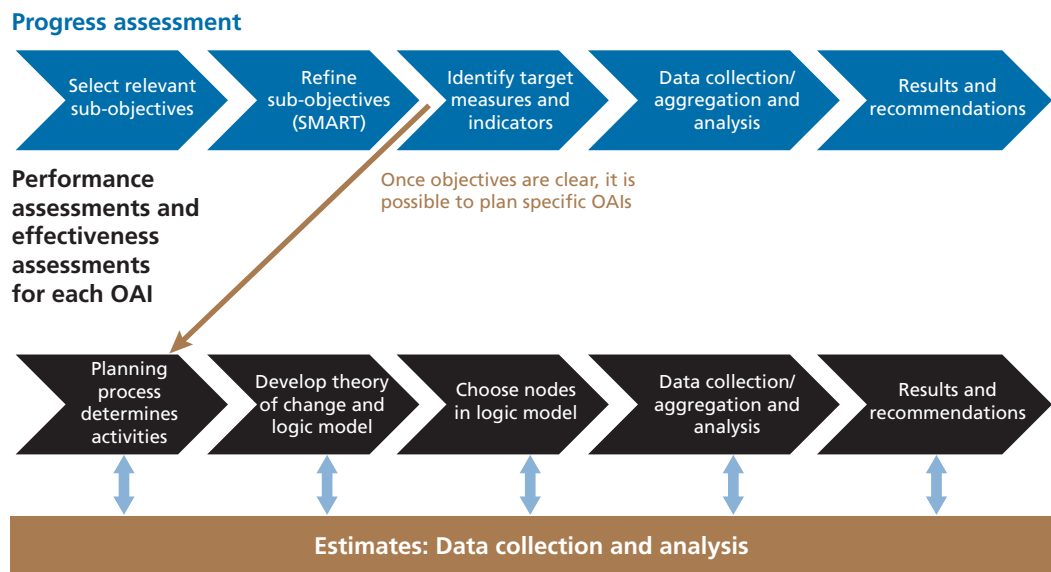 Progress assessment
Select relevant
sub-objectives
Refine
sub-objectives
(SMART)
Identify target
measures and
indicators
Data collection/
aggregation and
analysis
Results and
recommendations
Performance
assessments and
effectiveness
assessments
for each OAI
Once objectives are clear, it is
possible to plan specific OAIs
Planning
process
determines
activities
Develop theory
of change and
logic model
Choose nodes
in logic model
Data collection/
aggregation and
analysis
Results and
recommendations
Estimates: Data collection and analysis